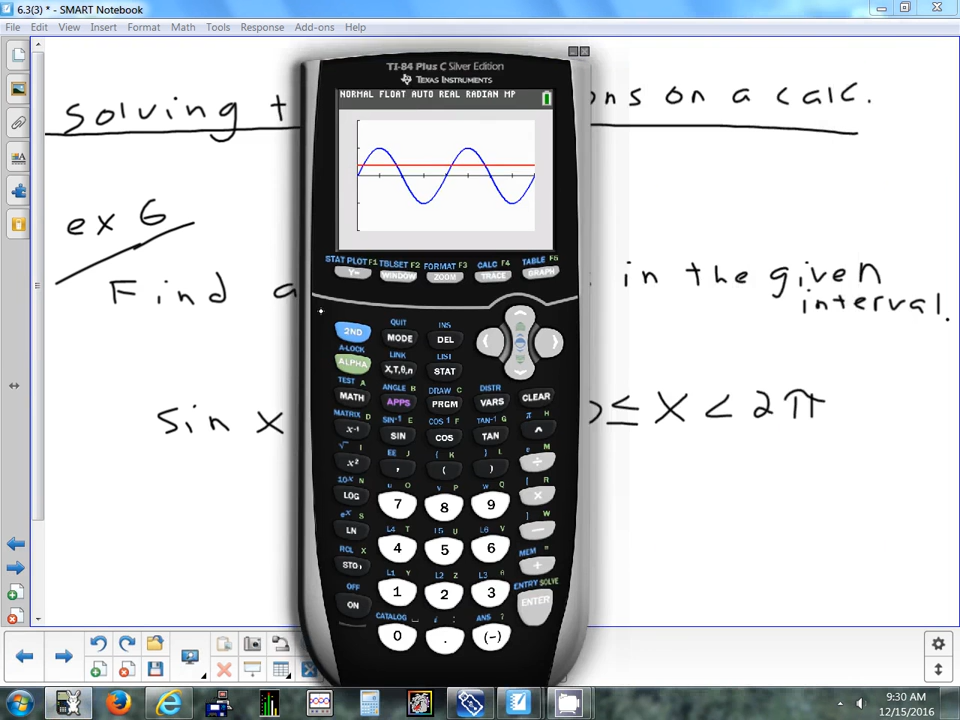 6.3(3) * - SMART Notebook
File Edit View Insert Format Math Tools Response Add-ons Help
TI-84 Plus C Silver Edition
TEXAS INSTRUMENTS
NORMAL FLOAT AUTO REAL RADIAN MP
solving t ons on a calc.
ex 6
Find a in the given
interval.
sin x ≤ x < 2π
STAT PLOT F1 TBLSET F2 FORMAT F3 CALC F4 TABLE F5
Y= WINDOW ZOOM TRACE GRAPH
QUIT INS
2ND MODE DEL
A-LOCK LINK LIST
ALPHA X,T,θ,n STAT
TEST A ANGLE B DRAW C DISTR
MATH APPS PRGM VARS CLEAR
MATRIX D SIN⁻¹ E COS⁻¹ F TAN⁻¹ G π H
x⁻¹ SIN COS TAN ^
√ I EE J { K } L e M
x² , ( ) ÷
10ˣ N u O v P w Q [ R
LOG 7 8 9 ×
eˣ S L4 T L5 U L6 V ] W
LN 4 5 6 −
RCL X L1 Y L2 Z L3 θ MEM "
STO 1 2 3 +
OFF CATALOG i : ANS ? ENTRY SOLVE
ON 0 . (-) ENTER
9:30 AM
12/15/2016